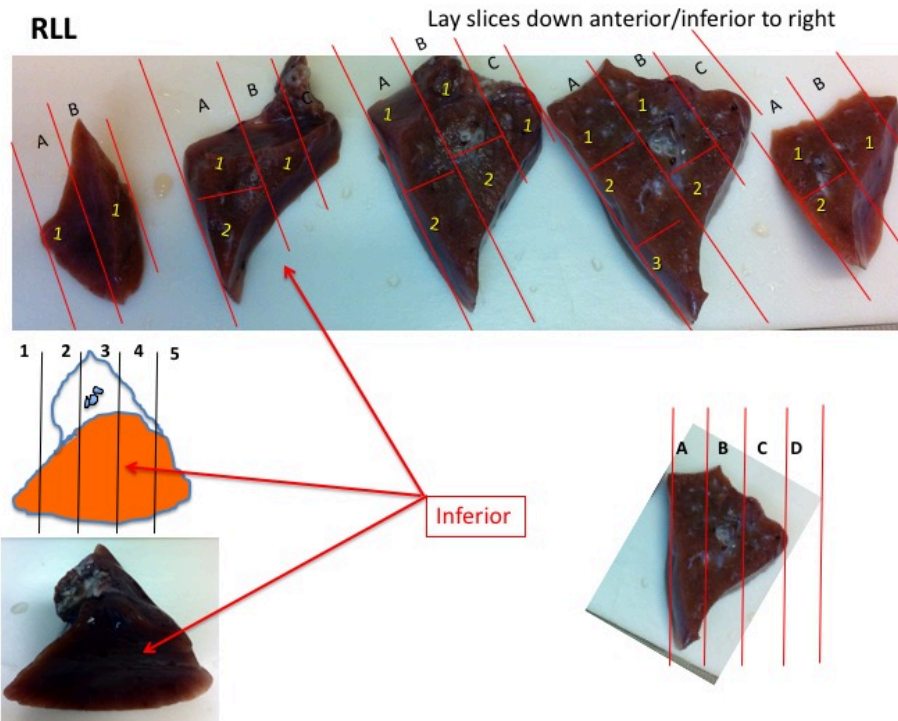 RLL
Lay slices down anterior/inferior to right
A B
1 1
A B C
1 1
2
A B C
1 1 1
2 2
A B C
1 1
2 2
3
A B
1 1
2
1 2 3 4 5
Inferior
A B C D